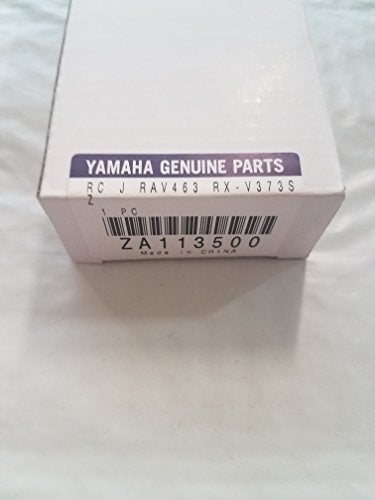 YAMAHA GENUINE PARTS
RC J RAV463 RX-V373S
Z
1 PC
ZA113500
Made in CHINA